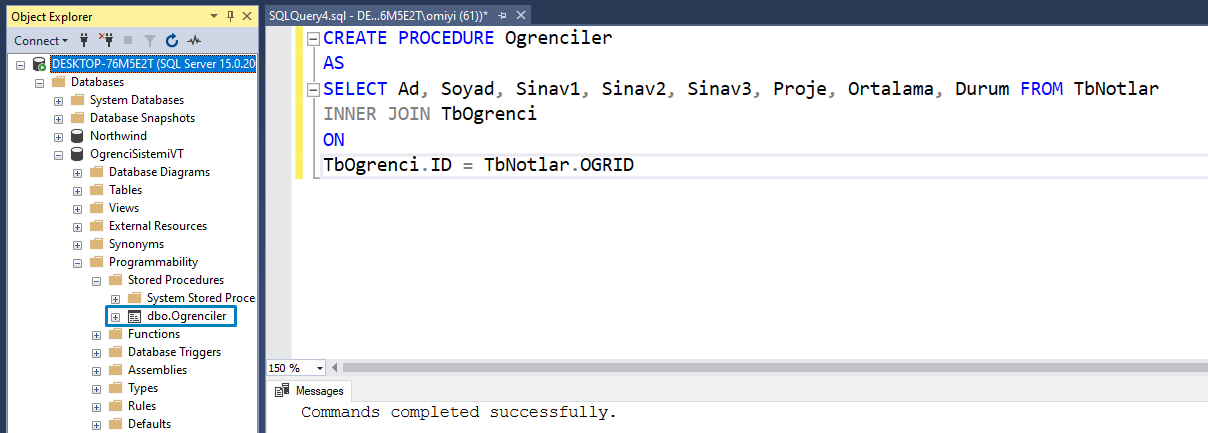 Object Explorer
Connect
DESKTOP-76M5E2T (SQL Server 15.0.20
Databases
System Databases
Database Snapshots
Northwind
OgrenciSistemiVT
Database Diagrams
Tables
Views
External Resources
Synonyms
Programmability
Stored Procedures
System Stored Proce
dbo.Ogrenciler
Functions
Database Triggers
Assemblies
Types
Rules
Defaults
SQLQuery4.sql - DE...6M5E2T\omiyi (61))*
CREATE PROCEDURE Ogrenciler
AS
SELECT Ad, Soyad, Sinav1, Sinav2, Sinav3, Proje, Ortalama, Durum FROM TbNotlar
INNER JOIN TbOgrenci
ON
TbOgrenci.ID = TbNotlar.OGRID
150 %
Messages
Commands completed successfully.